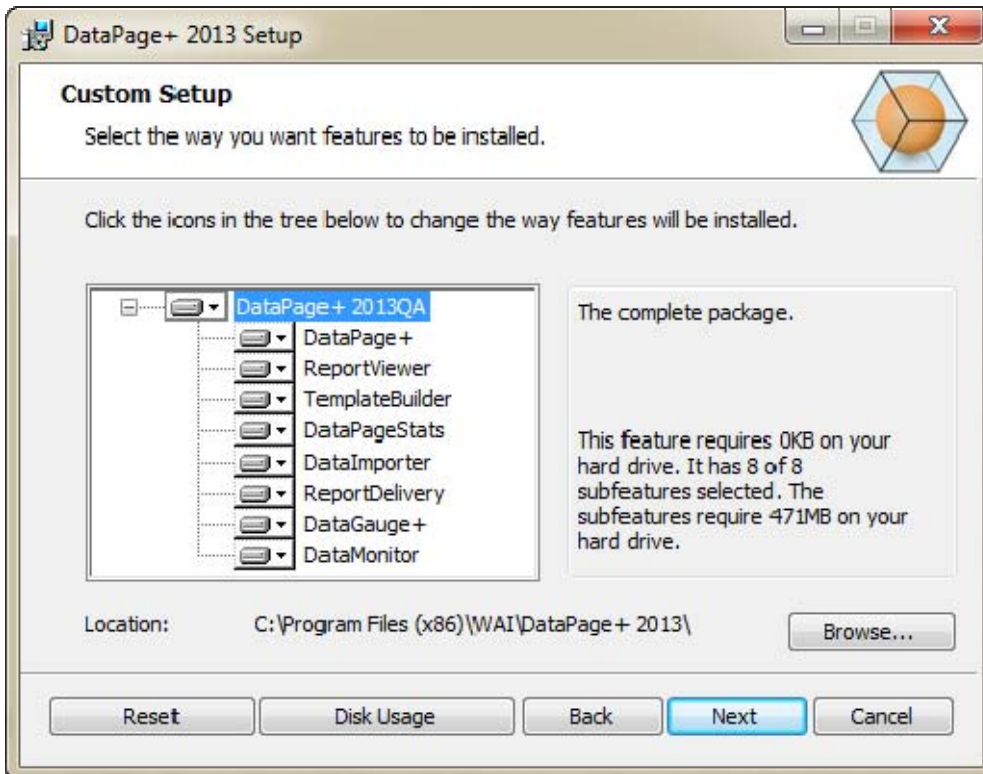 DataPage+ 2013 Setup
Custom Setup
Select the way you want features to be installed.
Click the icons in the tree below to change the way features will be installed.
DataPage+ 2013QA
DataPage+
ReportViewer
TemplateBuilder
DataPageStats
DataImporter
ReportDelivery
DataGauge+
DataMonitor
The complete package.
This feature requires 0KB on your
hard drive. It has 8 of 8
subfeatures selected. The
subfeatures require 471MB on your
hard drive.
Location: C:\Program Files (x86)\WAI\DataPage+ 2013\
Browse...
Reset Disk Usage Back Next Cancel